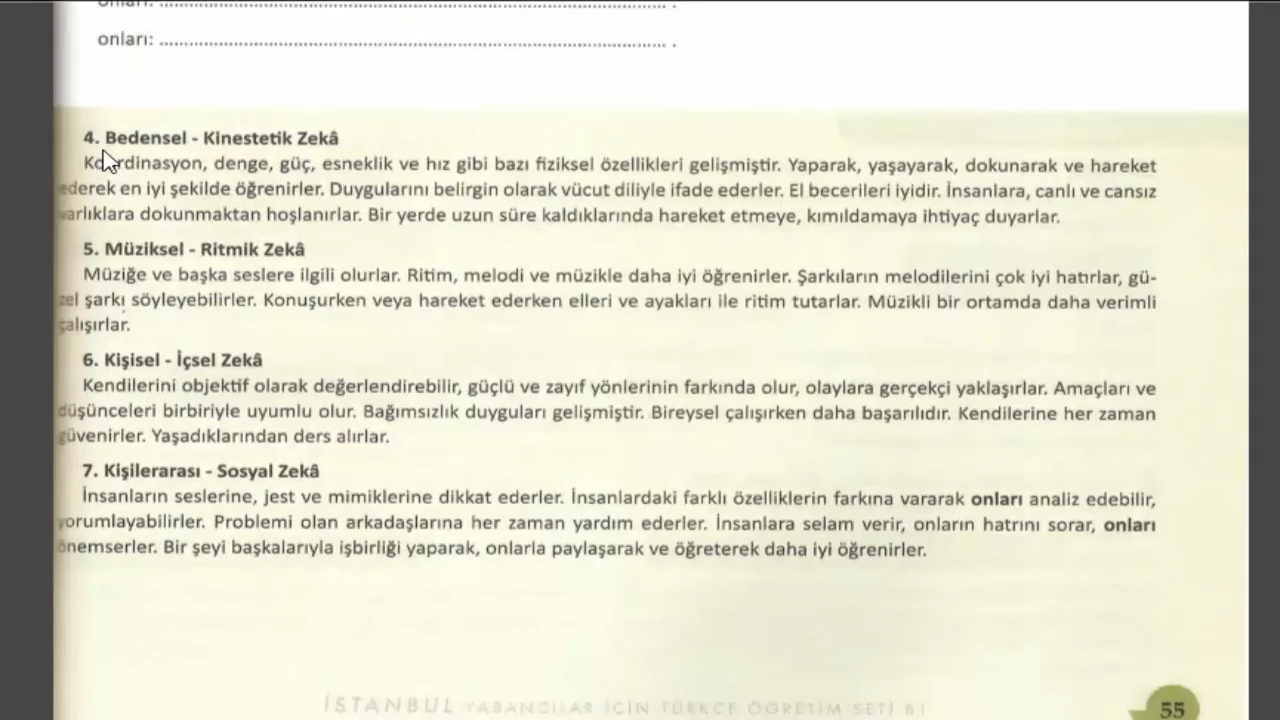 onları: ........................................................................................ .
onları: ........................................................................................ .
4. Bedensel - Kinestetik Zekâ
Koordinasyon, denge, güç, esneklik ve hız gibi bazı fiziksel özellikleri gelişmiştir. Yaparak, yaşayarak, dokunarak ve hareket
ederek en iyi şekilde öğrenirler. Duygularını belirgin olarak vücut diliyle ifade ederler. El becerileri iyidir. İnsanlara, canlı ve cansız
varlıklara dokunmaktan hoşlanırlar. Bir yerde uzun süre kaldıklarında hareket etmeye, kımıldamaya ihtiyaç duyarlar.
5. Müziksel - Ritmik Zekâ
Müziğe ve başka seslere ilgili olurlar. Ritim, melodi ve müzikle daha iyi öğrenirler. Şarkıların melodilerini çok iyi hatırlar, gü-
zel şarkı söyleyebilirler. Konuşurken veya hareket ederken elleri ve ayakları ile ritim tutarlar. Müzikli bir ortamda daha verimli
çalışırlar.
6. Kişisel - İçsel Zekâ
Kendilerini objektif olarak değerlendirebilir, güçlü ve zayıf yönlerinin farkında olur, olaylara gerçekçi yaklaşırlar. Amaçları ve
düşünceleri birbiriyle uyumlu olur. Bağımsızlık duyguları gelişmiştir. Bireysel çalışırken daha başarılıdır. Kendilerine her zaman
güvenirler. Yaşadıklarından ders alırlar.
7. Kişilerarası - Sosyal Zekâ
İnsanların seslerine, jest ve mimiklerine dikkat ederler. İnsanlardaki farklı özelliklerin farkına vararak onları analiz edebilir,
yorumlayabilirler. Problemi olan arkadaşlarına her zaman yardım ederler. İnsanlara selam verir, onların hatrını sorar, onları
önemserler. Bir şeyi başkalarıyla işbirliği yaparak, onlarla paylaşarak ve öğreterek daha iyi öğrenirler.
İSTANBUL YABANCILAR İÇİN TÜRKÇE ÖĞRETİM SETİ B1
55